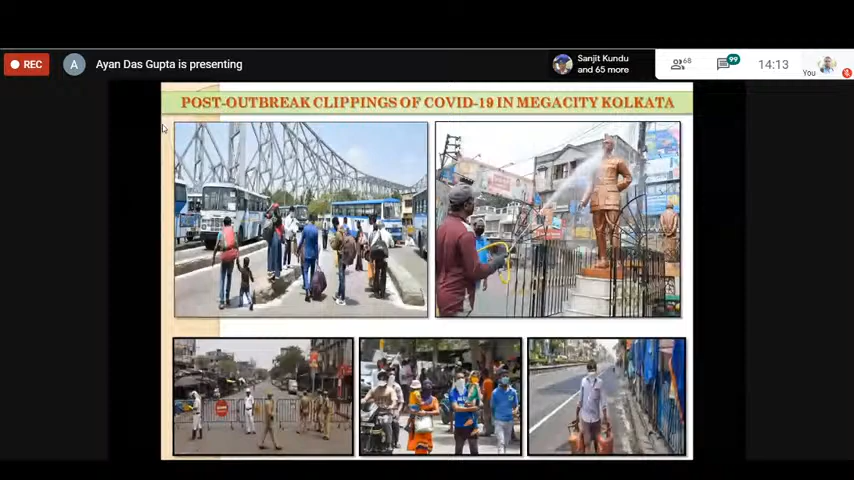 REC
A
Ayan Das Gupta is presenting
Sanjit Kundu
and 65 more
68
99
14:13
You
POST-OUTBREAK CLIPPINGS OF COVID-19 IN MEGACITY KOLKATA